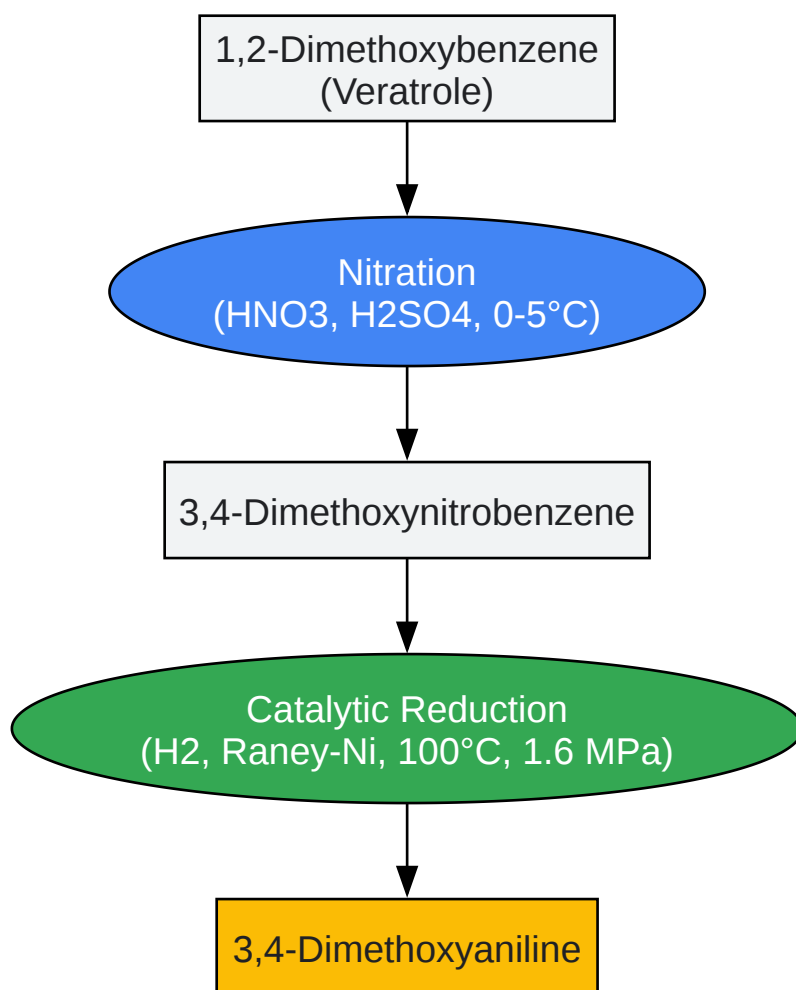 1,2-Dimethoxybenzene
(Veratrole)
Nitration
(HNO3, H2SO4, 0-5°C)
3,4-Dimethoxynitrobenzene
Catalytic Reduction
(H2, Raney-Ni, 100°C, 1.6 MPa)
3,4-Dimethoxyaniline